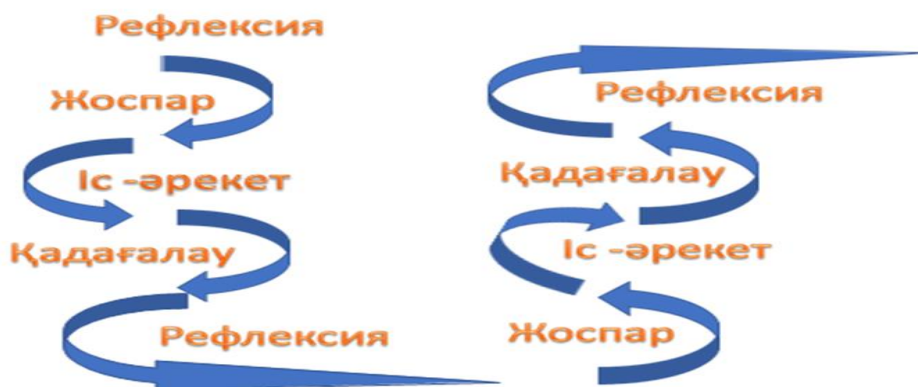 Рефлексия
Жоспар
Іс -әрекет
Қадағалау
Рефлексия
Рефлексия
Қадағалау
Іс -әрекет
Жоспар